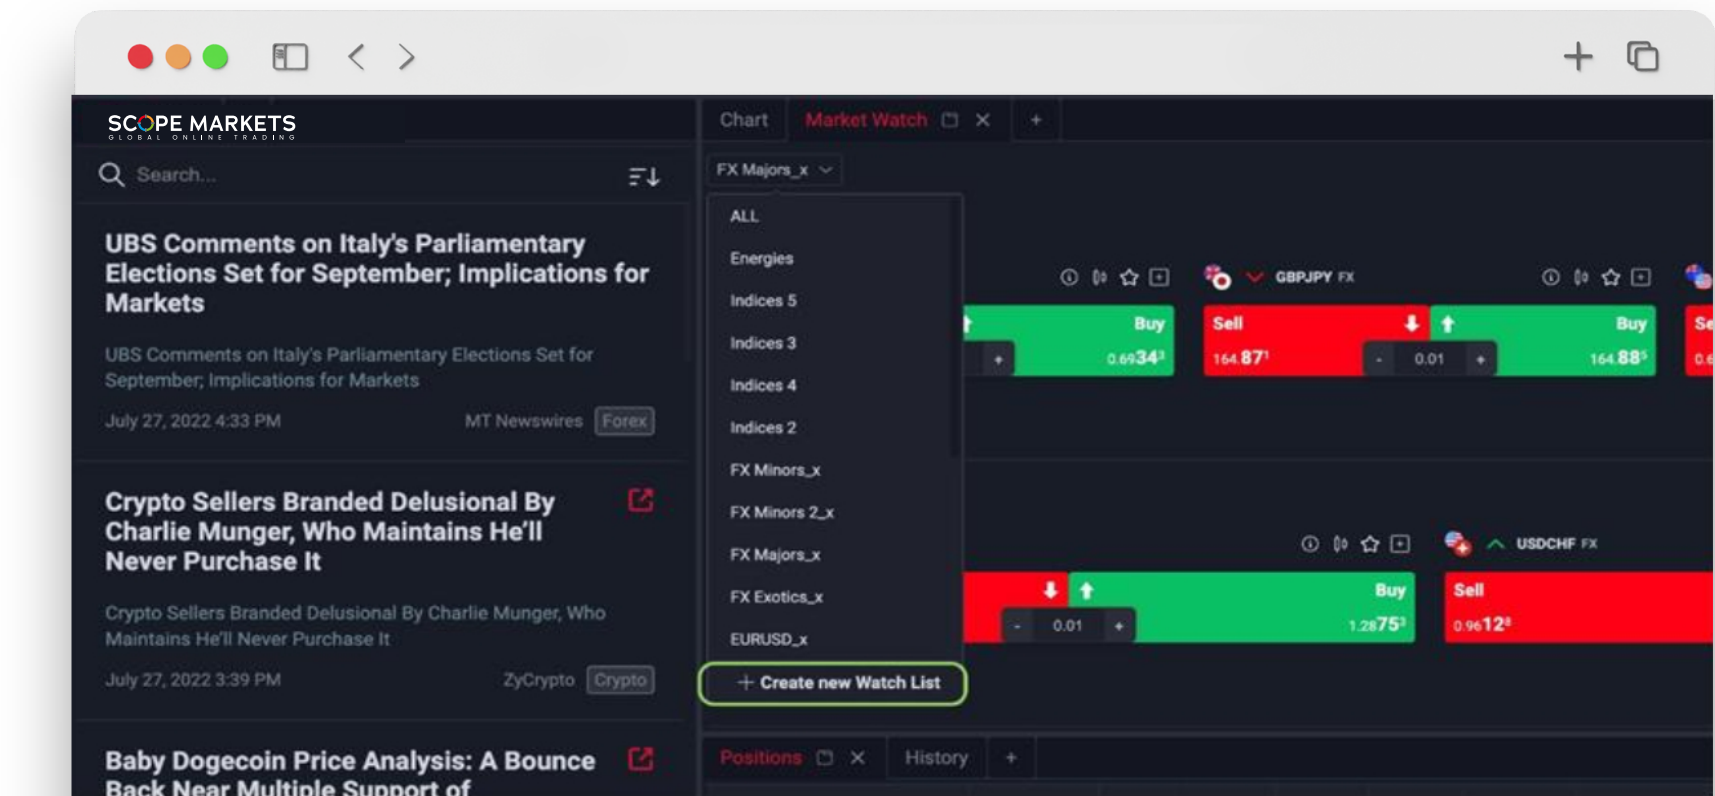 SCOPE MARKETS
GLOBAL ONLINE TRADING
Search...
UBS Comments on Italy's Parliamentary
Elections Set for September; Implications for
Markets
UBS Comments on Italy's Parliamentary Elections Set for
September; Implications for Markets
July 27, 2022 4:33 PM MT Newswires Forex
Crypto Sellers Branded Delusional By
Charlie Munger, Who Maintains He'll
Never Purchase It
Crypto Sellers Branded Delusional By Charlie Munger, Who
Maintains He'll Never Purchase It
July 27, 2022 3:39 PM ZyCrypto Crypto
Baby Dogecoin Price Analysis: A Bounce
Back Near Multiple Support of
Chart Market Watch +
FX Majors_x
ALL
Energies
Indices 5
Indices 3
Indices 4
Indices 2
FX Minors_x
FX Minors 2_x
FX Majors_x
FX Exotics_x
EURUSD_x
+ Create new Watch List
GBPJPY FX
Buy Sell Buy Se
+ 0.6934³ 164.87¹ - 0.01 + 164.88⁵ 0.6
USDCHF FX
Buy Sell
- 0.01 + 1.2875³ 0.9612⁸
Positions History +